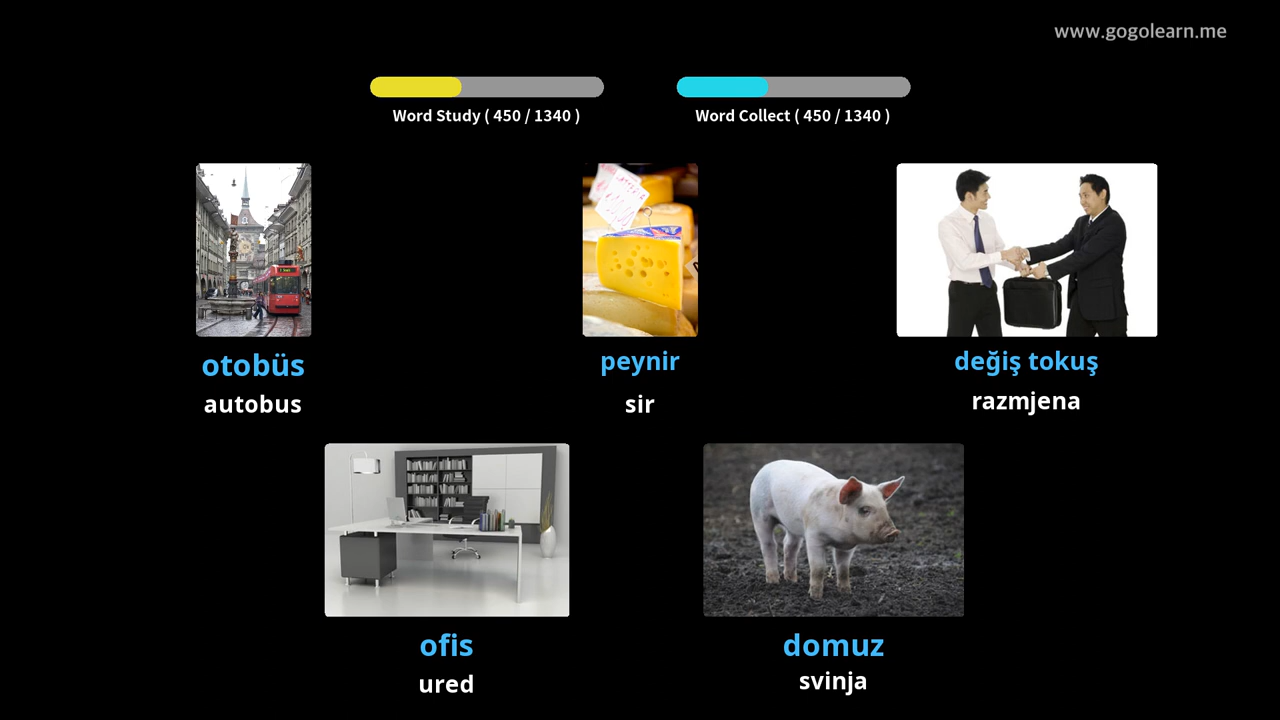 www.gogolearn.me
Word Study ( 450 / 1340 )
Word Collect ( 450 / 1340 )
otobüs
autobus
peynir
sir
değiş tokuş
razmjena
ofis
ured
domuz
svinja